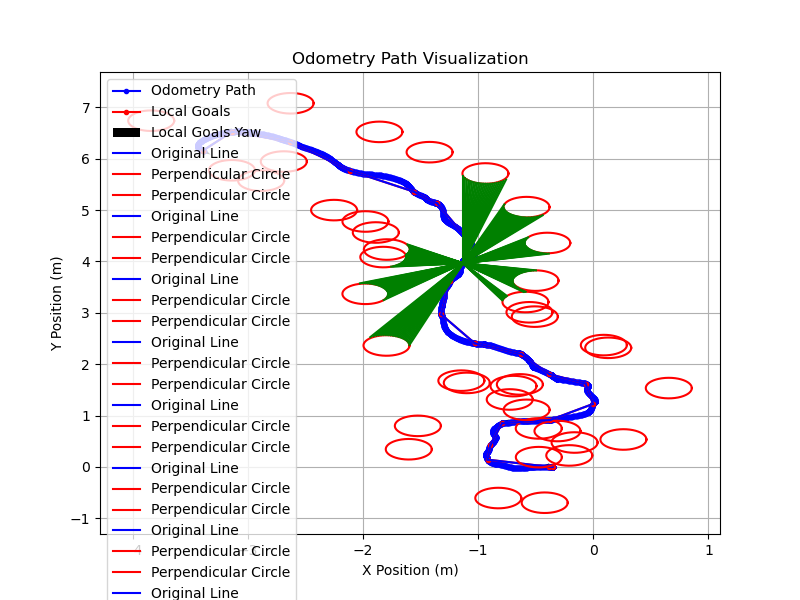 Odometry Path Visualization
Y Position (m)
7
6
5
4
3
2
1
0
−1
Odometry Path
Local Goals
Local Goals Yaw
Original Line
Perpendicular Circle
Perpendicular Circle
Original Line
Perpendicular Circle
Perpendicular Circle
Original Line
Perpendicular Circle
Perpendicular Circle
Original Line
Perpendicular Circle
Perpendicular Circle
Original Line
Perpendicular Circle
Perpendicular Circle
Original Line
Perpendicular Circle
Perpendicular Circle
Original Line
Perpendicular Circle
Perpendicular Circle
Original Line
−4 −3 −2 −1 0 1
X Position (m)